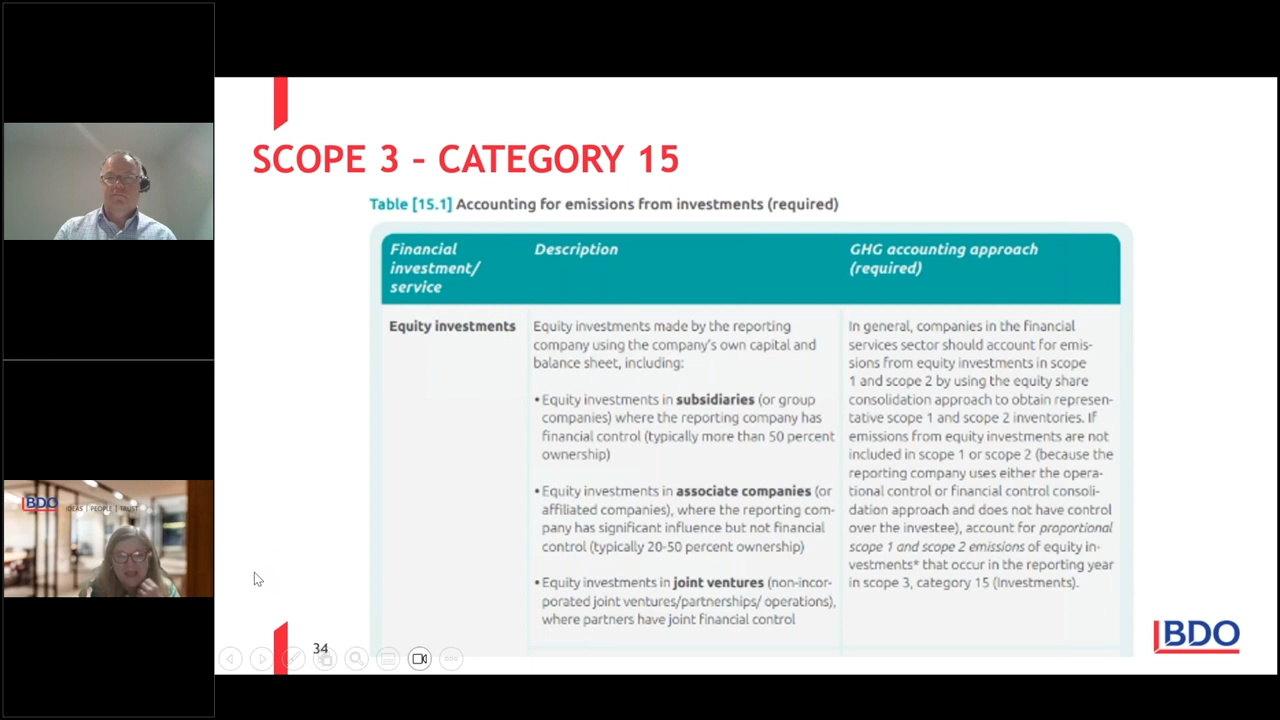 SCOPE 3 – CATEGORY 15
Table [15.1] Accounting for emissions from investments (required)
Financial
investment/
service
Description
GHG accounting approach
(required)
Equity investments
Equity investments made by the reporting
company using the company's own capital and
balance sheet, including:
• Equity investments in subsidiaries (or group
companies) where the reporting company has
financial control (typically more than 50 percent
ownership)
• Equity investments in associate companies (or
affiliated companies), where the reporting com-
pany has significant influence but not financial
control (typically 20-50 percent ownership)
• Equity investments in joint ventures (non-incor-
porated joint ventures/partnerships/ operations),
where partners have joint financial control
In general, companies in the financial
services sector should account for emis-
sions from equity investments in scope
1 and scope 2 by using the equity share
consolidation approach to obtain represen-
tative scope 1 and scope 2 inventories. If
emissions from equity investments are not
included in scope 1 or scope 2 (because the
reporting company uses either the opera-
tional control or financial control consoli-
dation approach and does not have control
over the investee), account for proportional
scope 1 and scope 2 emissions of equity in-
vestments* that occur in the reporting year
in scope 3, category 15 (Investments).
34
BDO
BDO
IDEAS | PEOPLE | TRUST